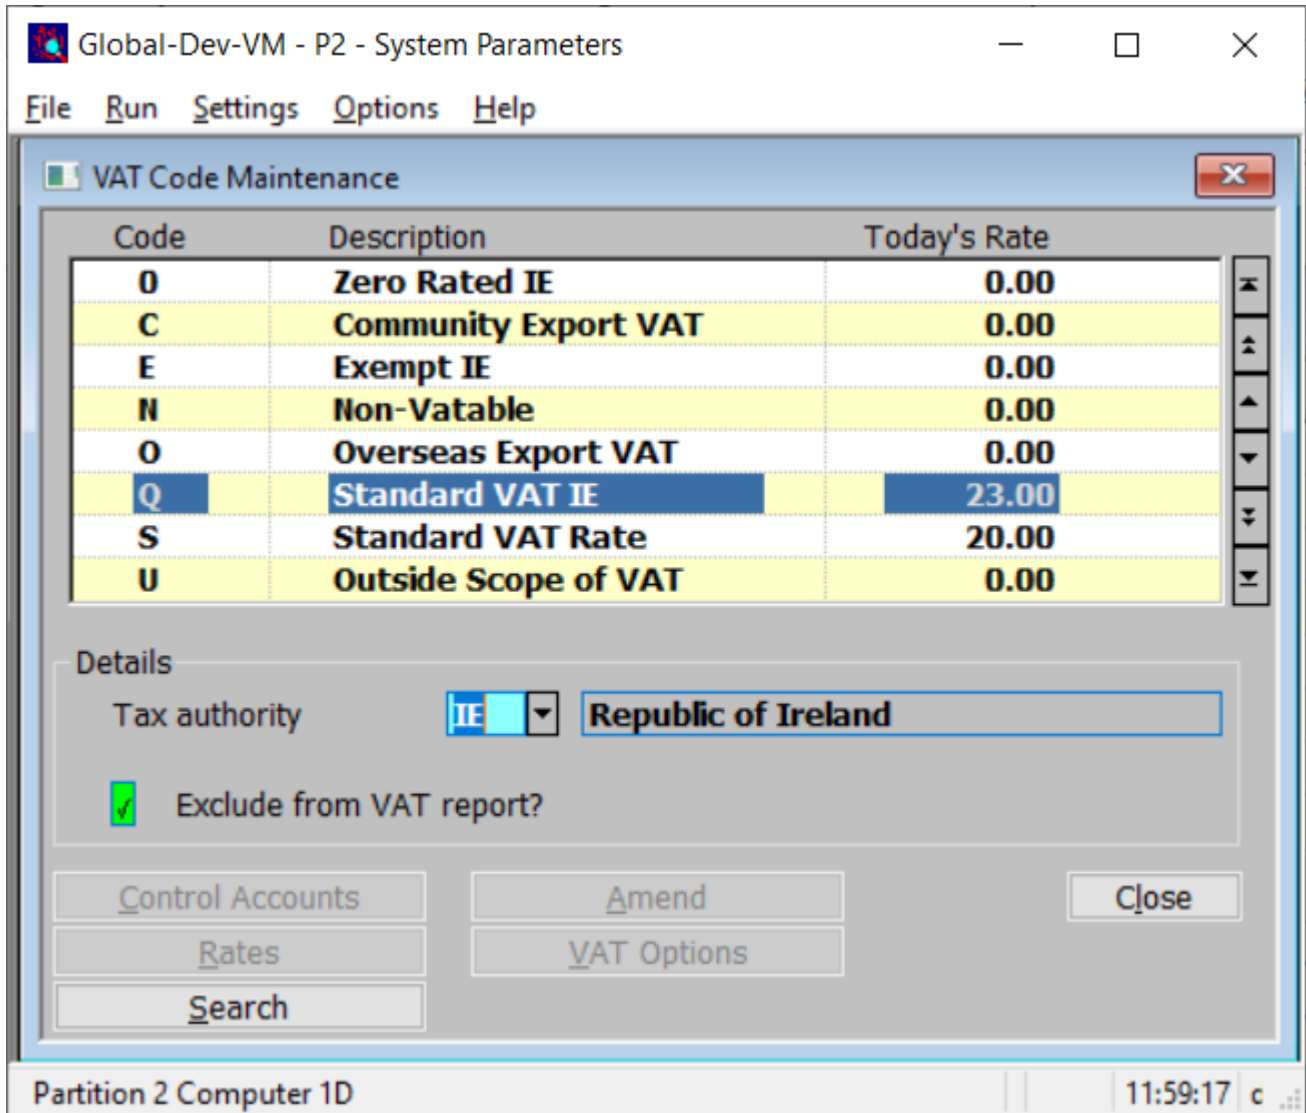 Global-Dev-VM - P2 - System Parameters
File Run Settings Options Help
VAT Code Maintenance
Code Description Today's Rate
0 Zero Rated IE 0.00
C Community Export VAT 0.00
E Exempt IE 0.00
N Non-Vatable 0.00
O Overseas Export VAT 0.00
Q Standard VAT IE 23.00
S Standard VAT Rate 20.00
U Outside Scope of VAT 0.00
Details
Tax authority IE Republic of Ireland
Exclude from VAT report?
Control Accounts Amend Close
Rates VAT Options
Search
Partition 2 Computer 1D 11:59:17